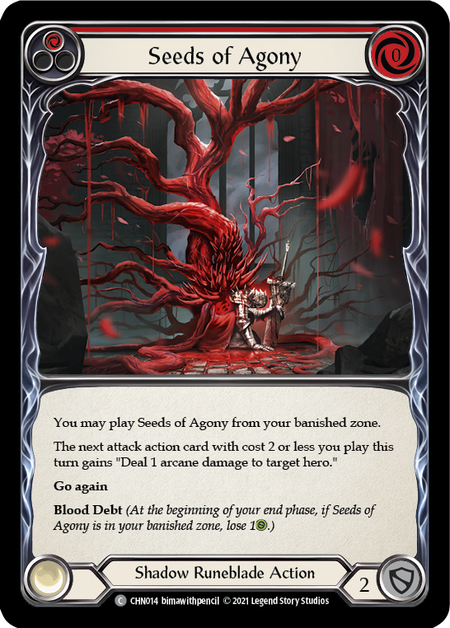 Seeds of Agony
0
You may play Seeds of Agony from your banished zone.
The next attack action card with cost 2 or less you play this
turn gains "Deal 1 arcane damage to target hero."
Go again
Blood Debt (At the beginning of your end phase, if Seeds of
Agony is in your banished zone, lose 1.)
Shadow Runeblade Action
2
C CHN014 bimawithpencil © 2021 Legend Story Studios